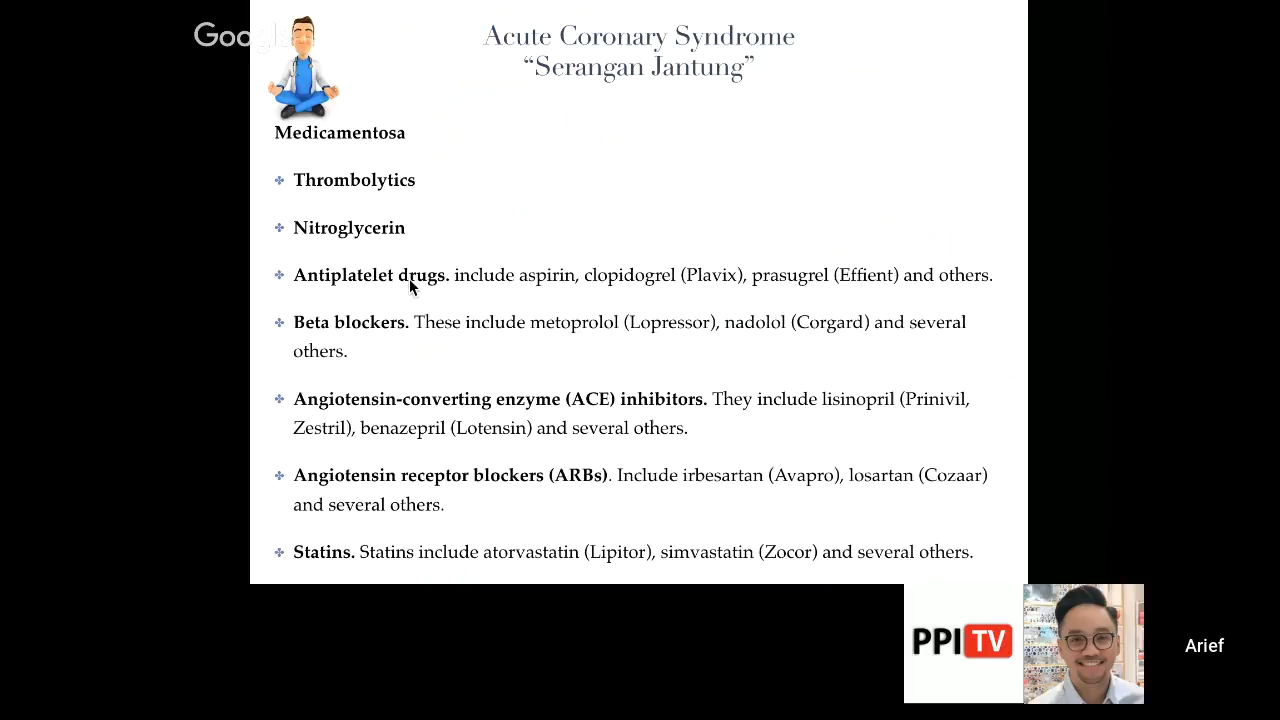 Google
Acute Coronary Syndrome
“Serangan Jantung”
Medicamentosa
Thrombolytics
Nitroglycerin
Antiplatelet drugs. include aspirin, clopidogrel (Plavix), prasugrel (Effient) and others.
Beta blockers. These include metoprolol (Lopressor), nadolol (Corgard) and several
others.
Angiotensin-converting enzyme (ACE) inhibitors. They include lisinopril (Prinivil,
Zestril), benazepril (Lotensin) and several others.
Angiotensin receptor blockers (ARBs). Include irbesartan (Avapro), losartan (Cozaar)
and several others.
Statins. Statins include atorvastatin (Lipitor), simvastatin (Zocor) and several others.
PPI TV
Arief